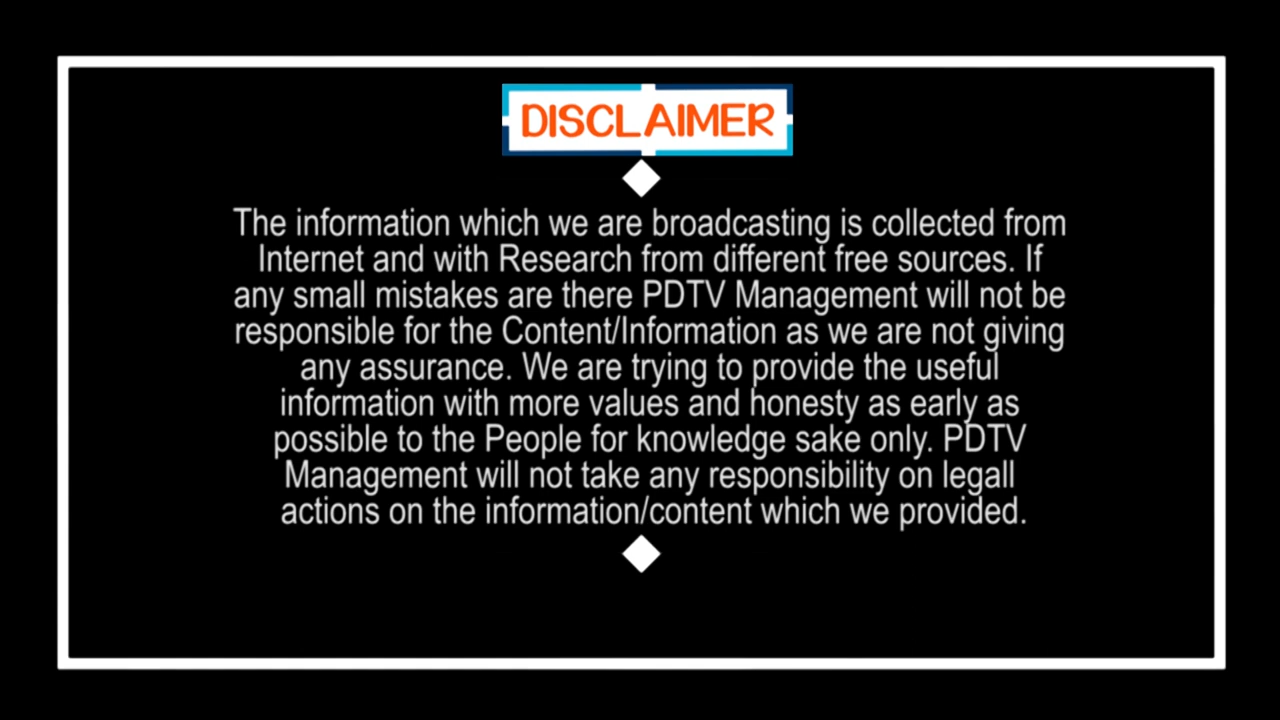 DISCLAIMER
The information which we are broadcasting is collected from
Internet and with Research from different free sources. If
any small mistakes are there PDTV Management will not be
responsible for the Content/Information as we are not giving
any assurance. We are trying to provide the useful
information with more values and honesty as early as
possible to the People for knowledge sake only. PDTV
Management will not take any responsibility on legall
actions on the information/content which we provided.